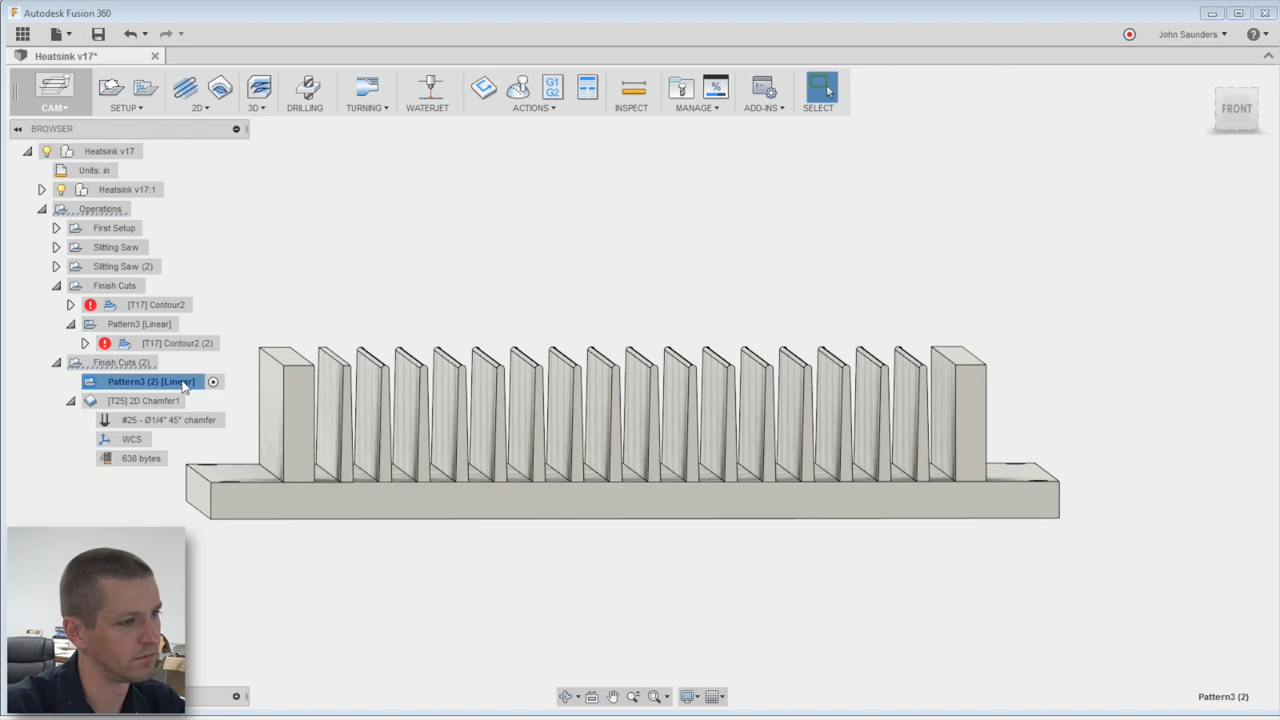 Autodesk Fusion 360
John Saunders
Heatsink v17*
G1
G2
%
CAM
SETUP
2D
3D
DRILLING
TURNING
WATERJET
ACTIONS
INSPECT
MANAGE
ADD-INS
SELECT
FRONT
BROWSER
Heatsink v17
Units: in
Heatsink v17:1
Operations
First Setup
Slitting Saw
Slitting Saw (2)
Finish Cuts
[T17] Contour2
Pattern3 [Linear]
[T17] Contour2 (2)
Finish Cuts (2)
Pattern3 (2) [Linear]
[T25] 2D Chamfer1
#25 - Ø1/4" 45° chamfer
WCS
638 bytes
Pattern3 (2)